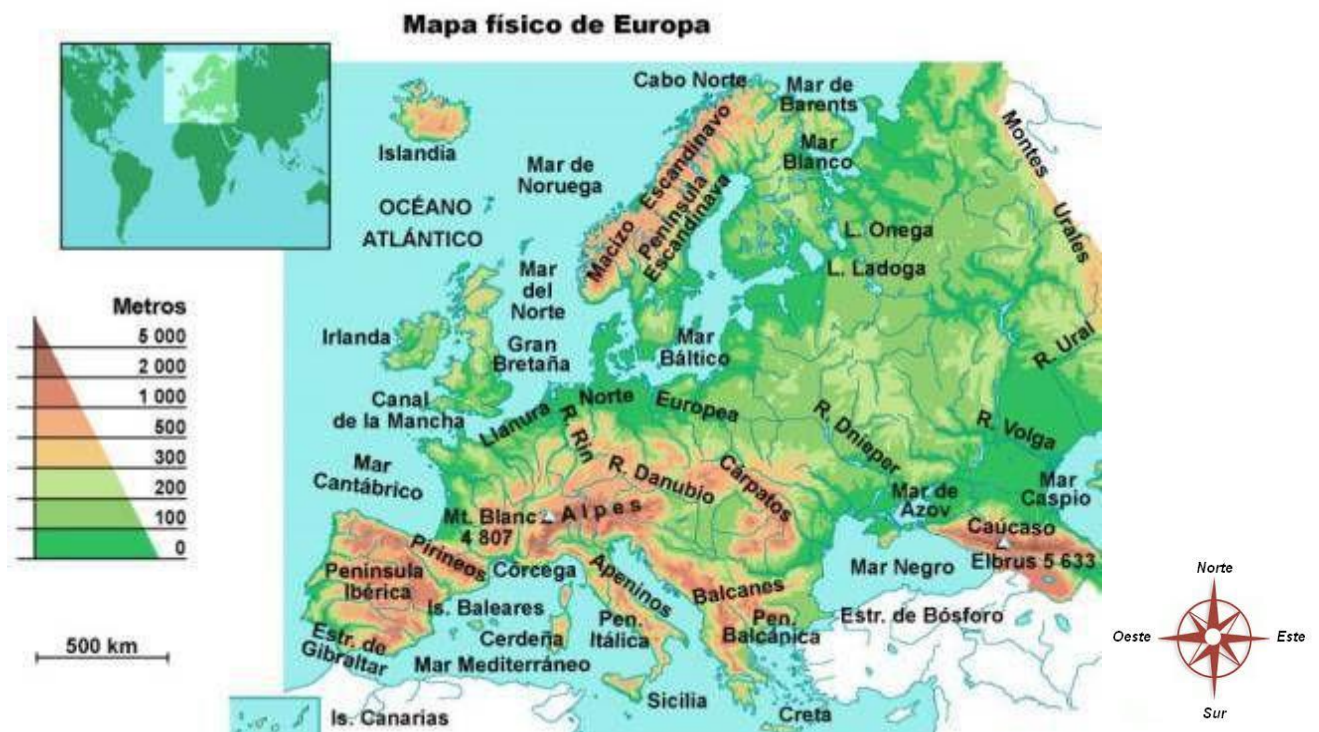 Mapa físico de Europa
Cabo Norte
Mar de
Barents
Islandia
Mar
Blanco
Mar de
Noruega
Macizo Escandinavo
Península
Escandinava
Montes Urales
OCÉANO
ATLÁNTICO
L. Onega
L. Ladoga
Mar
del
Norte
Metros
5 000
2 000
1 000
500
300
200
100
0
Irlanda
Gran
Bretaña
Mar
Báltico
R. Ural
Canal
de la Mancha
Llanura Norte Europea
R. Rin
R. Dnieper
R. Volga
Mar
Cantábrico
R. Danubio
Cárpatos
Mar
Caspio
Mar de
Azov
Mt. Blanc
4 807
Alpes
Caúcaso
Elbrus 5 633
Pirineos
Córcega
Apeninos
Mar Negro
Península
Ibérica
Balcanes
Is. Baleares
Pen.
Itálica
Pen.
Balcánica
Estr. de Bósforo
Cerdeña
Estr. de
Gibraltar
Mar Mediterráneo
500 km
Sicilia
Creta
Is. Canarias
Norte
Oeste
Este
Sur